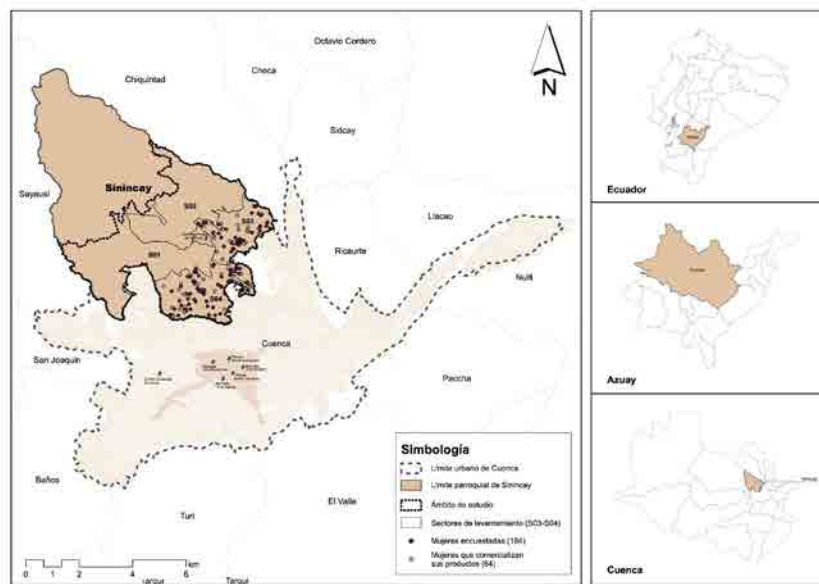 Octavio Cordero
Checa
Chiquintad
N
Sidcay
Sinincay
Sayausí
S02
S03
Llacao
Ricaurte
S01
Nulti
S04
San Joaquín
Cuenca
Paccha
Baños
Turi
El Valle
Tarqui
Tarqui
0 1 2 4 6
km
Simbología
Límite urbano de Cuenca
Límite parroquial de Sinincay
Ámbito de estudio
Sectores de levantamiento (S03-S04)
Mujeres encuestadas (184)
Mujeres que comercializan
sus productos (64)
Ecuador
Azuay
Cuenca